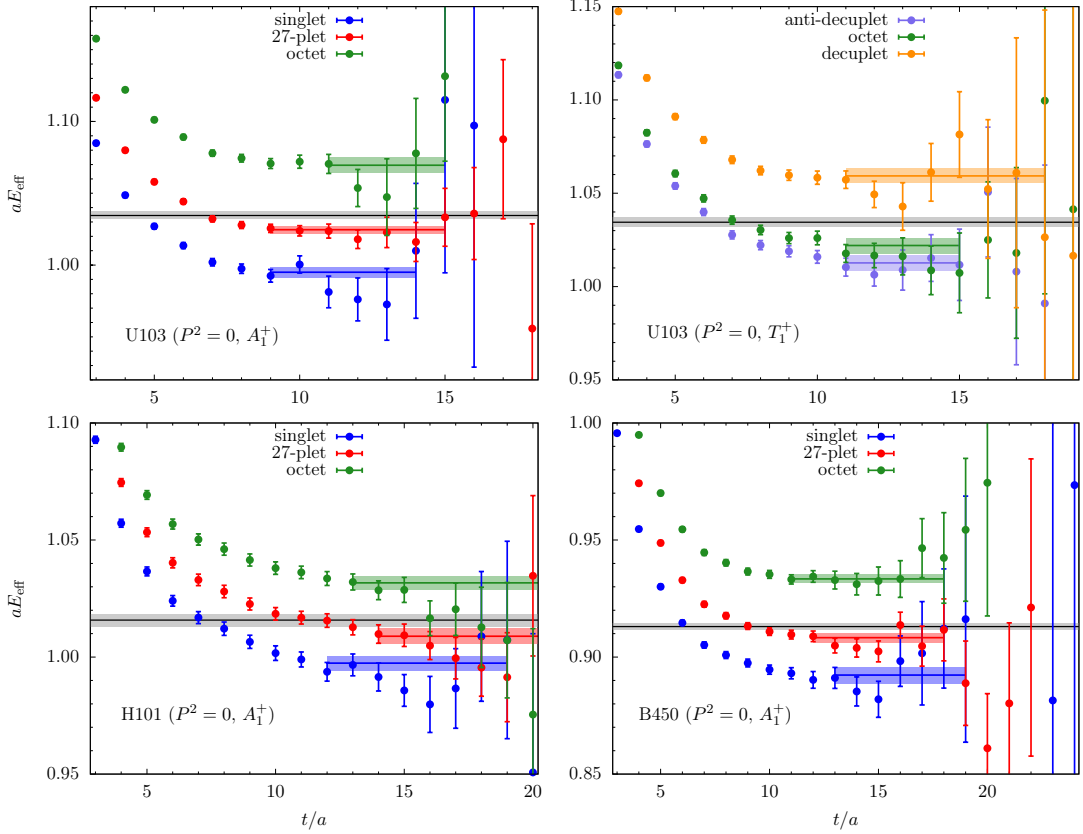 singlet
27-plet
octet
1.10
1.00
aE_eff
U103 (P² = 0, A₁⁺)
5
10
15
anti-decuplet
octet
decuplet
1.15
1.10
1.05
1.00
0.95
U103 (P² = 0, T₁⁺)
5
10
15
singlet
27-plet
octet
1.10
1.05
1.00
0.95
aE_eff
H101 (P² = 0, A₁⁺)
5
10
15
20
t/a
singlet
27-plet
octet
1.00
0.95
0.90
0.85
B450 (P² = 0, A₁⁺)
5
10
15
20
t/a